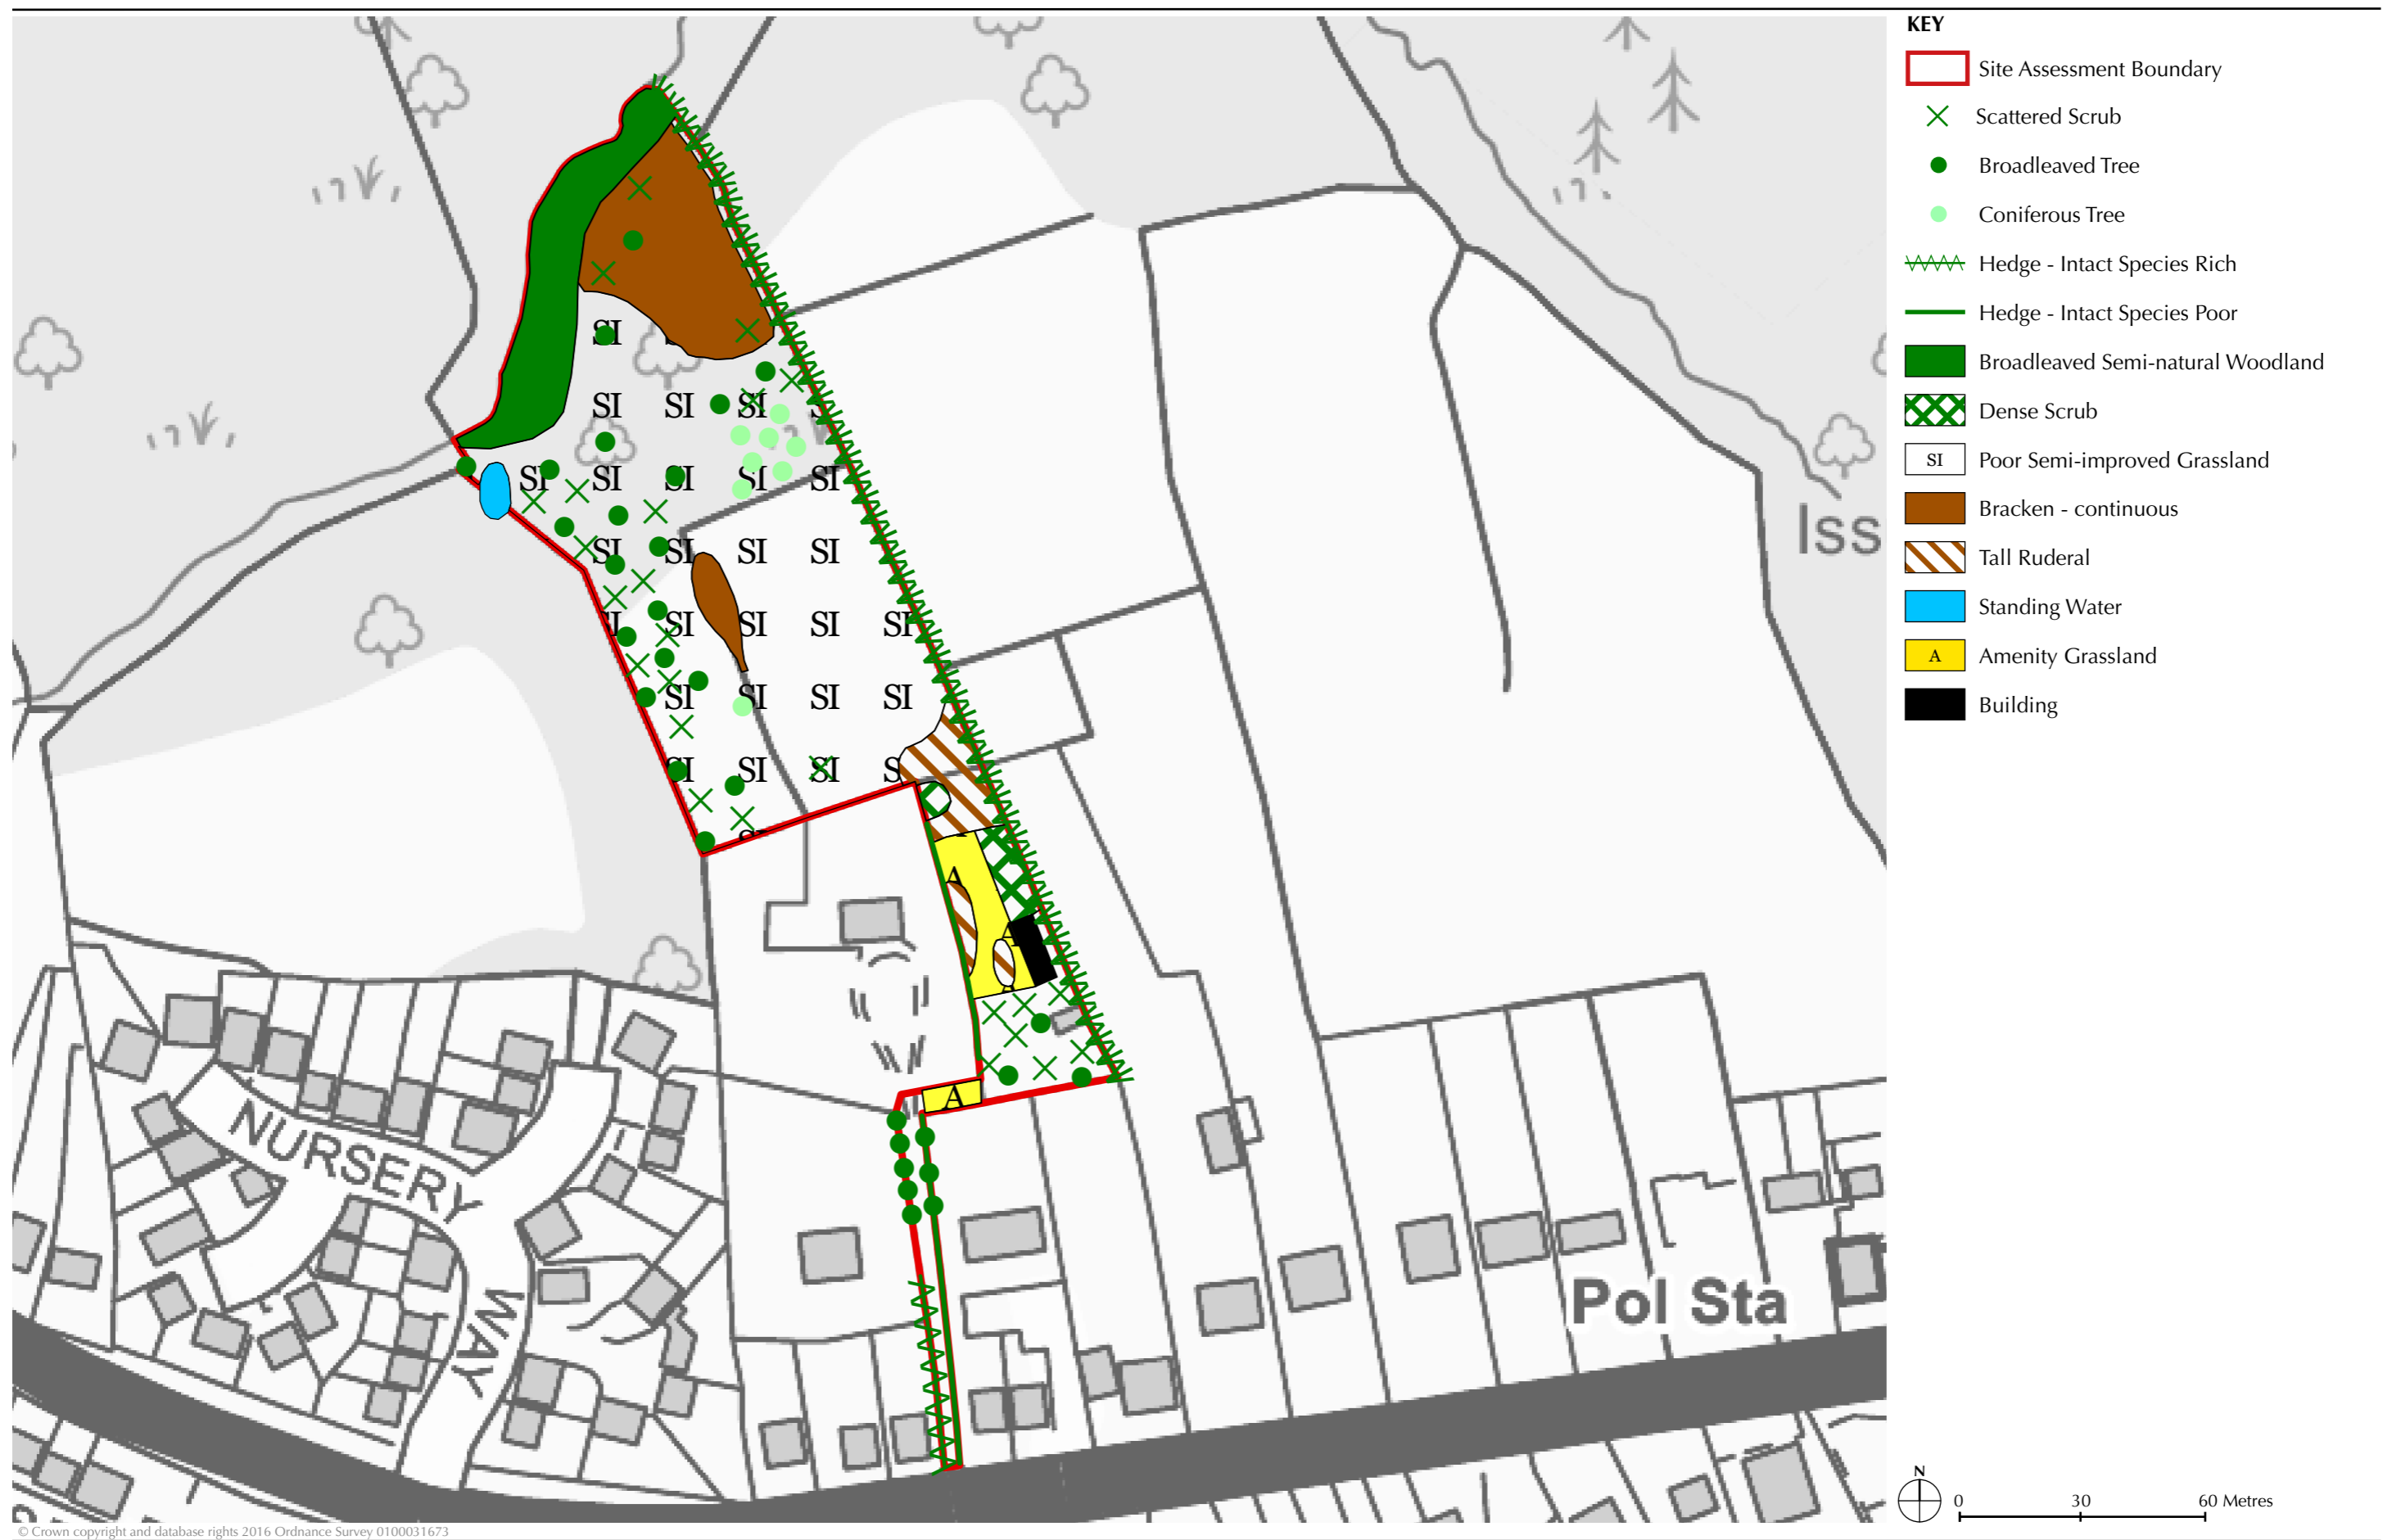 KEY
Site Assessment Boundary
Scattered Scrub
Broadleaved Tree
Coniferous Tree
Hedge - Intact Species Rich
Hedge - Intact Species Poor
Broadleaved Semi-natural Woodland
Dense Scrub
SI Poor Semi-improved Grassland
Bracken - continuous
Tall Ruderal
Standing Water
A Amenity Grassland
Building
SI
SI SI SI
SI SI SI SI SI
SI SI SI SI
SI SI SI SI
SI SI SI SI
SI SI SI
Iss
A
A
NURSERY
WAY
Pol Sta
N
0 30 60 Metres
© Crown copyright and database rights 2016 Ordnance Survey 0100031673